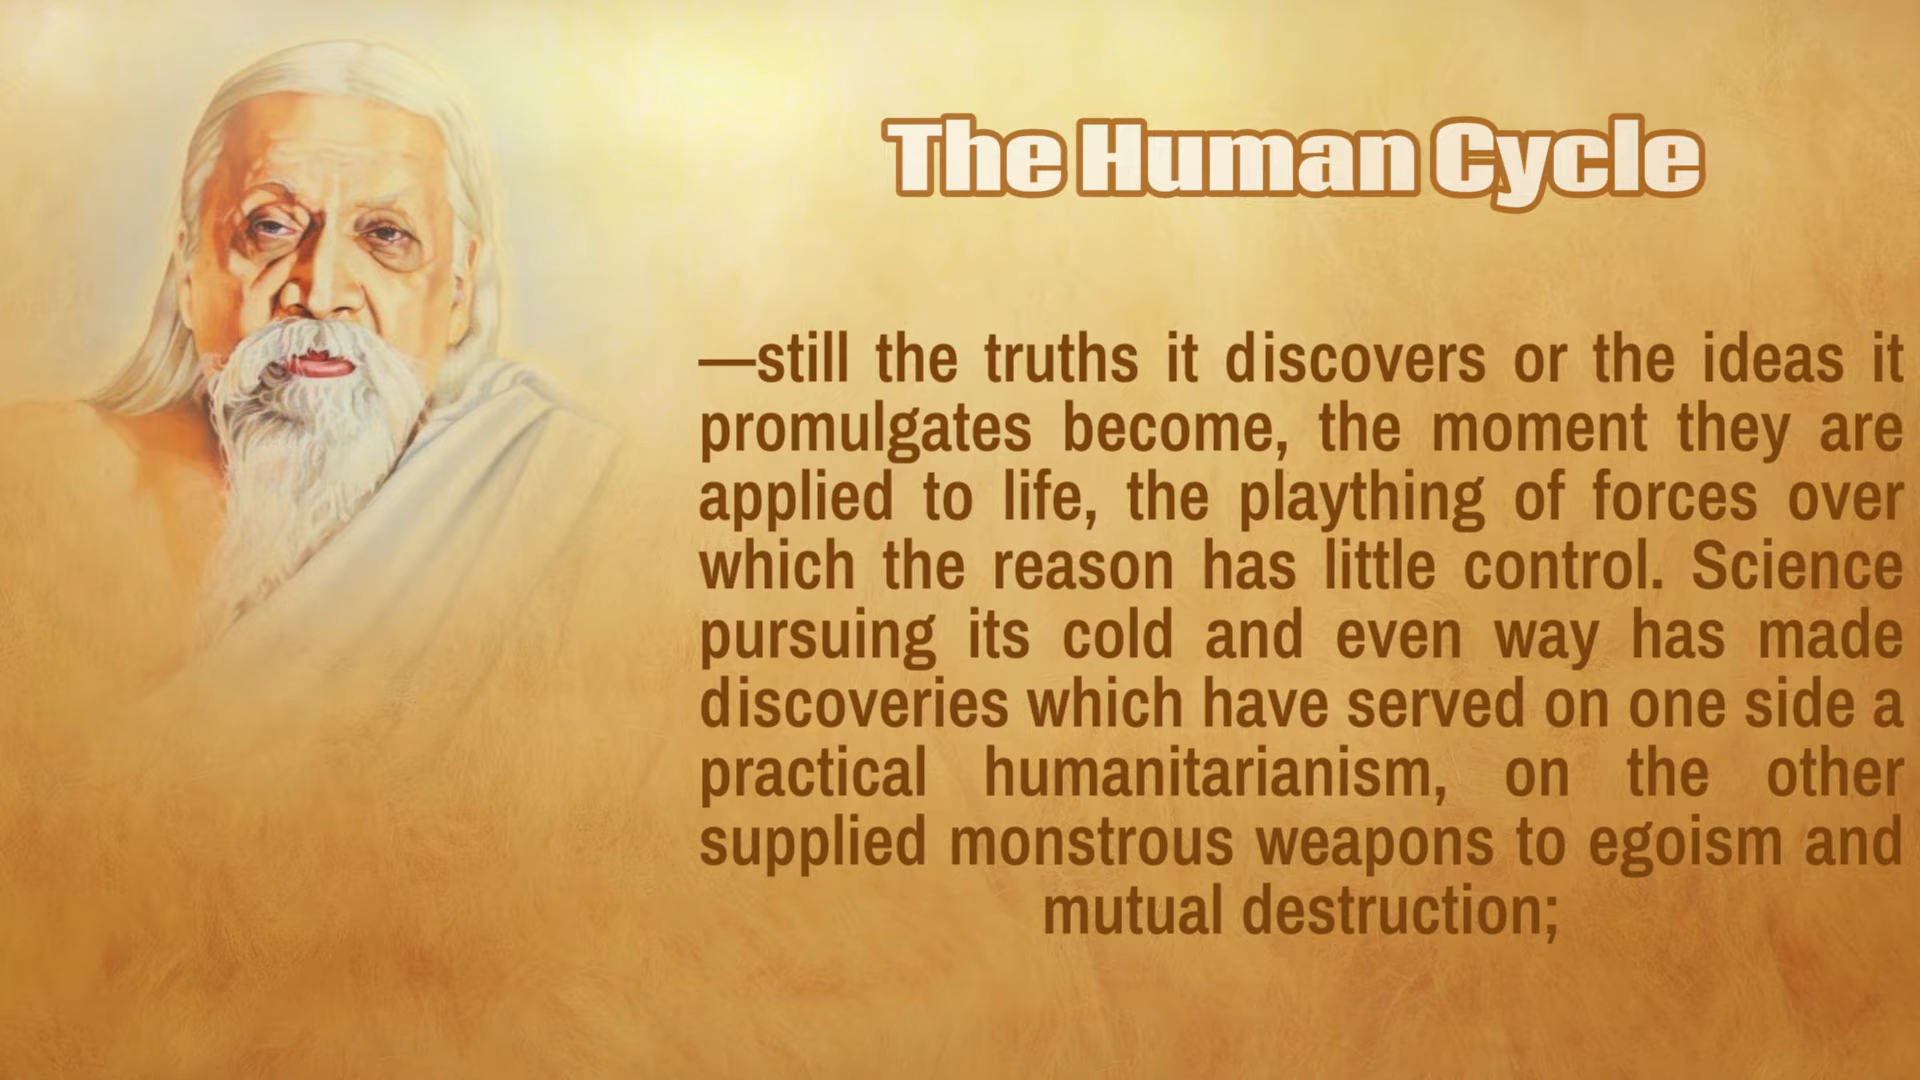 The Human Cycle
—still the truths it discovers or the ideas it
promulgates become, the moment they are
applied to life, the plaything of forces over
which the reason has little control. Science
pursuing its cold and even way has made
discoveries which have served on one side a
practical humanitarianism, on the other
supplied monstrous weapons to egoism and
mutual destruction;